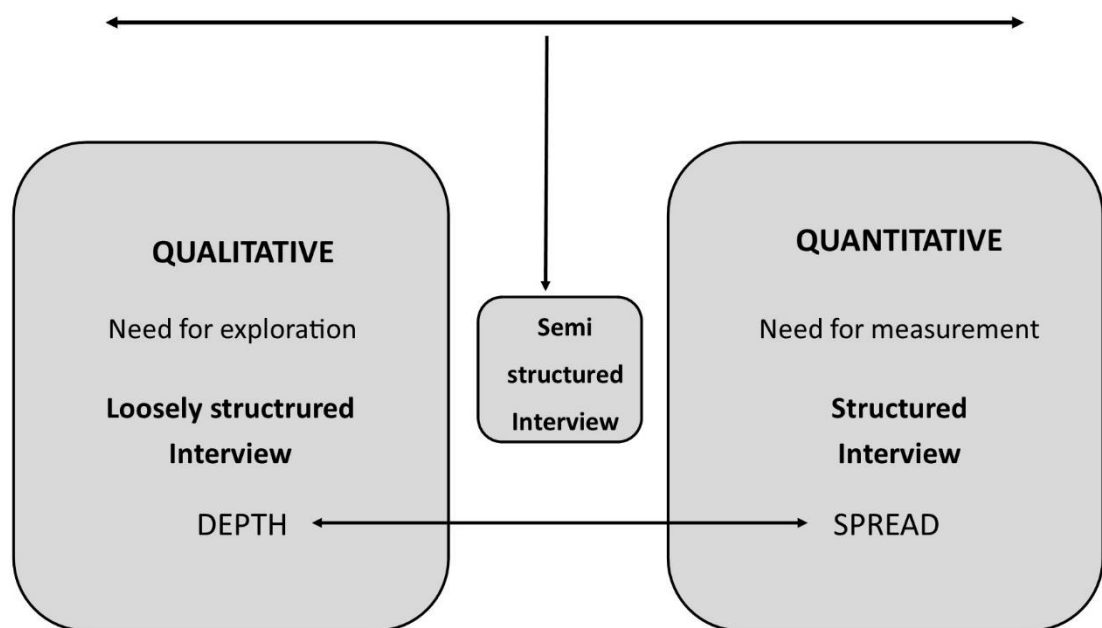 QUALITATIVE
Need for exploration
Loosely structrured
Interview
DEPTH
Semi
structured
Interview
QUANTITATIVE
Need for measurement
Structured
Interview
SPREAD